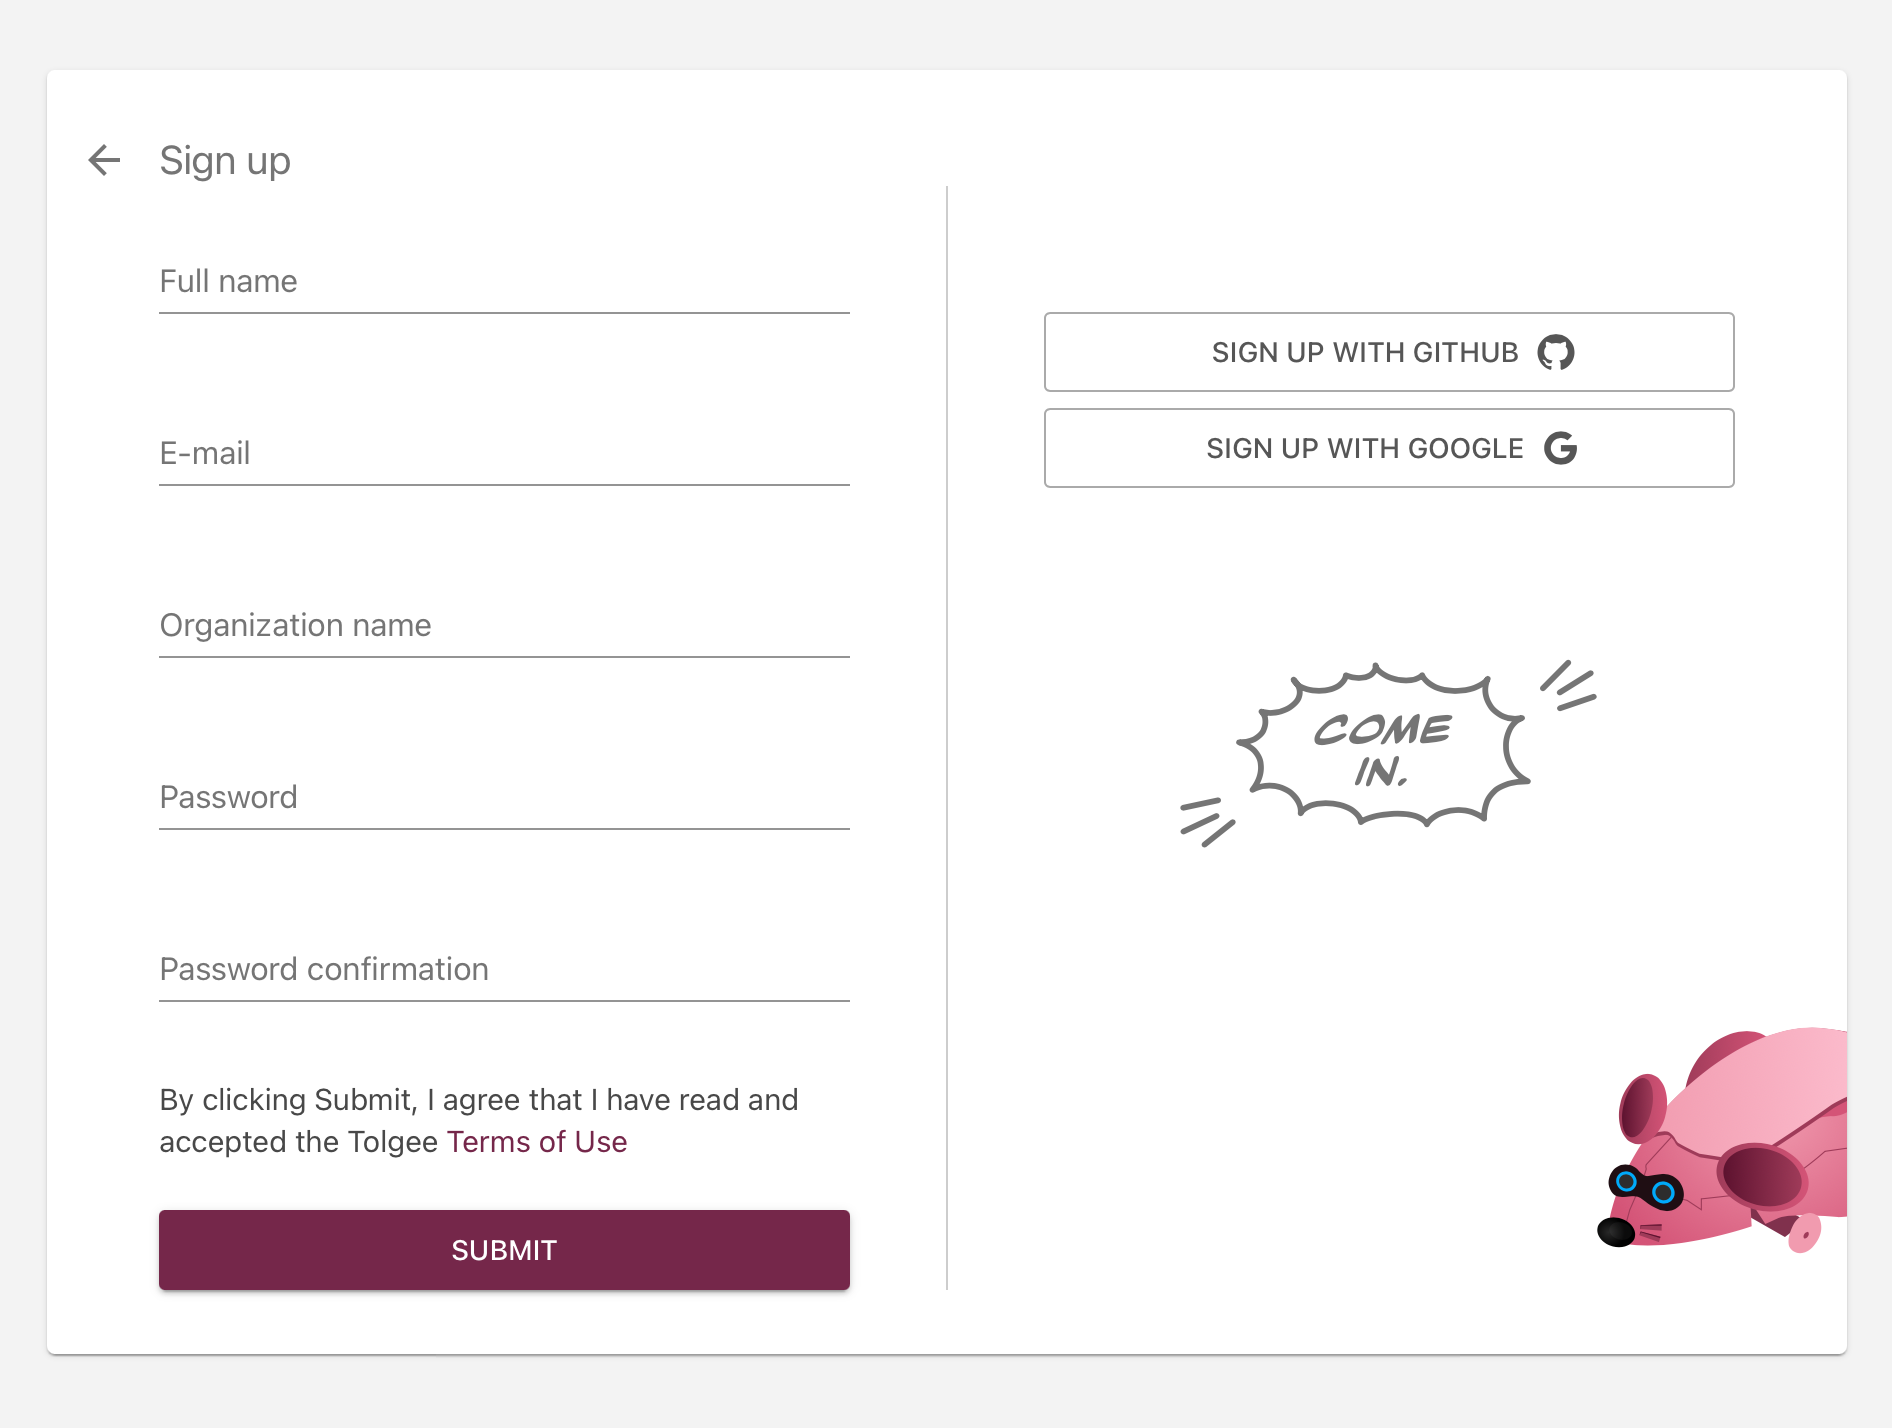 Sign up
Full name
E-mail
Organization name
Password
Password confirmation
By clicking Submit, I agree that I have read and
accepted the Tolgee Terms of Use
SUBMIT
SIGN UP WITH GITHUB
SIGN UP WITH GOOGLE
COME
IN.